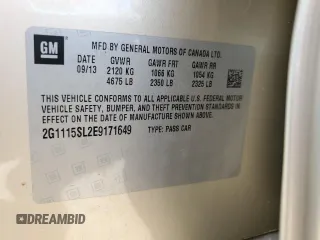 GM
MFD BY GENERAL MOTORS OF CANADA LTD.
DATE GVWR GAWR FRT GAWR RR
09/13 2120 KG 1066 KG 1054 KG
4675 LB 2350 LB 2325 LB
THIS VEHICLE CONFORMS TO ALL APPLICABLE U.S. FEDERAL MOTOR
VEHICLE SAFETY, BUMPER, AND THEFT PREVENTION STANDARDS IN
EFFECT ON THE DATE OF MANUFACTURE SHOWN ABOVE.
2G1115SL2E9171649 TYPE: PASS CAR
DREAMBID.COM